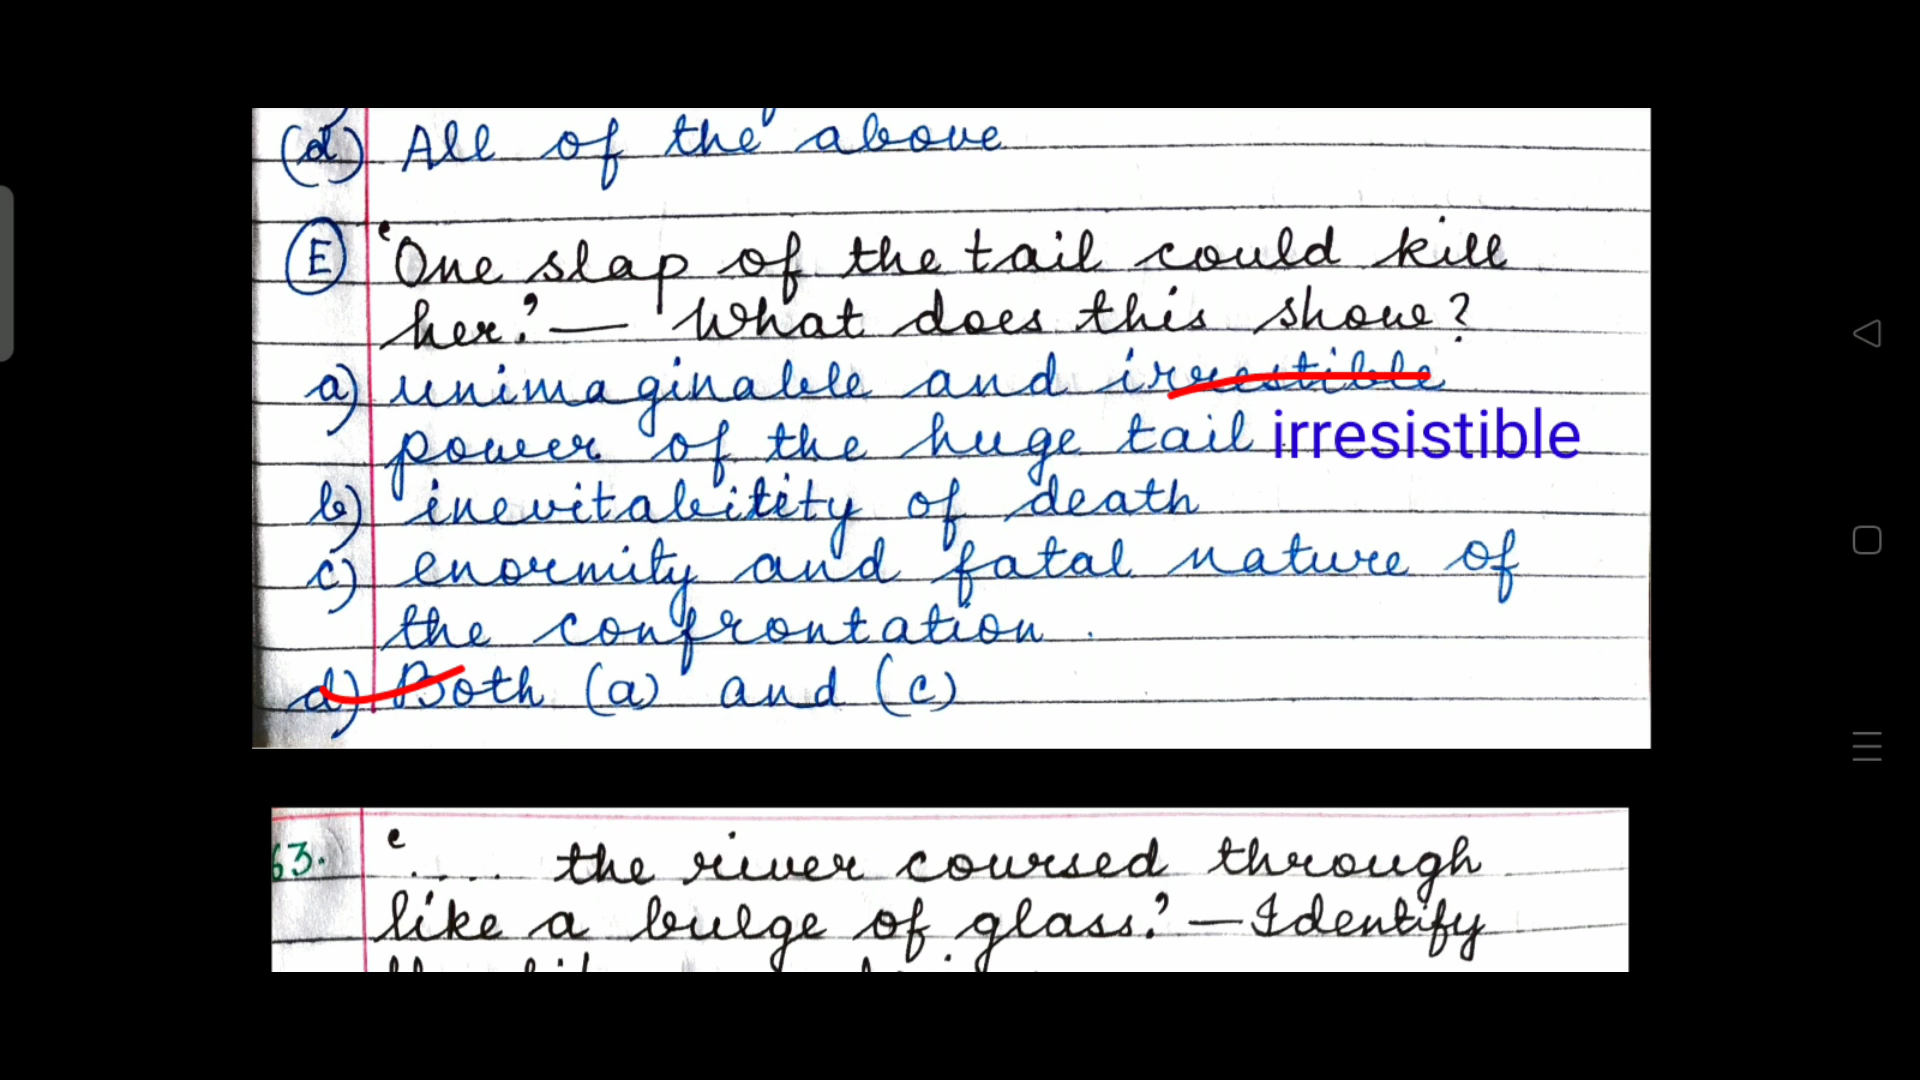 (d) All of the above
(E) 'One slap of the tail could kill
her.' — What does this show?
a) unimaginable and irrestible
power of the huge tail irresistible
b) inevitability of death
c) enormity and fatal nature of
the confrontation.
d) Both (a) and (c)
63. '.... the river coursed through
like a bulge of glass.' — Identify